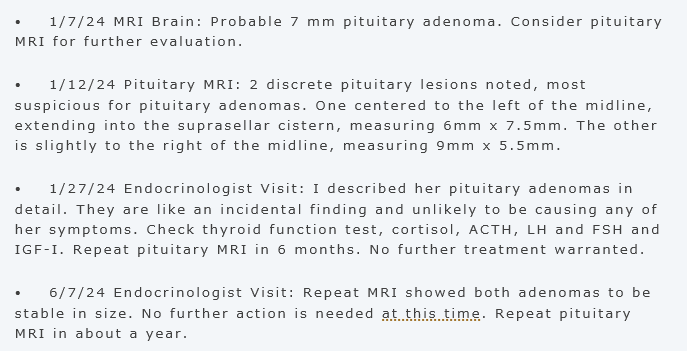 • 1/7/24 MRI Brain: Probable 7 mm pituitary adenoma. Consider pituitary
MRI for further evaluation.
• 1/12/24 Pituitary MRI: 2 discrete pituitary lesions noted, most
suspicious for pituitary adenomas. One centered to the left of the midline,
extending into the suprasellar cistern, measuring 6mm x 7.5mm. The other
is slightly to the right of the midline, measuring 9mm x 5.5mm.
• 1/27/24 Endocrinologist Visit: I described her pituitary adenomas in
detail. They are like an incidental finding and unlikely to be causing any of
her symptoms. Check thyroid function test, cortisol, ACTH, LH and FSH and
IGF-I. Repeat pituitary MRI in 6 months. No further treatment warranted.
• 6/7/24 Endocrinologist Visit: Repeat MRI showed both adenomas to be
stable in size. No further action is needed at this time. Repeat pituitary
MRI in about a year.